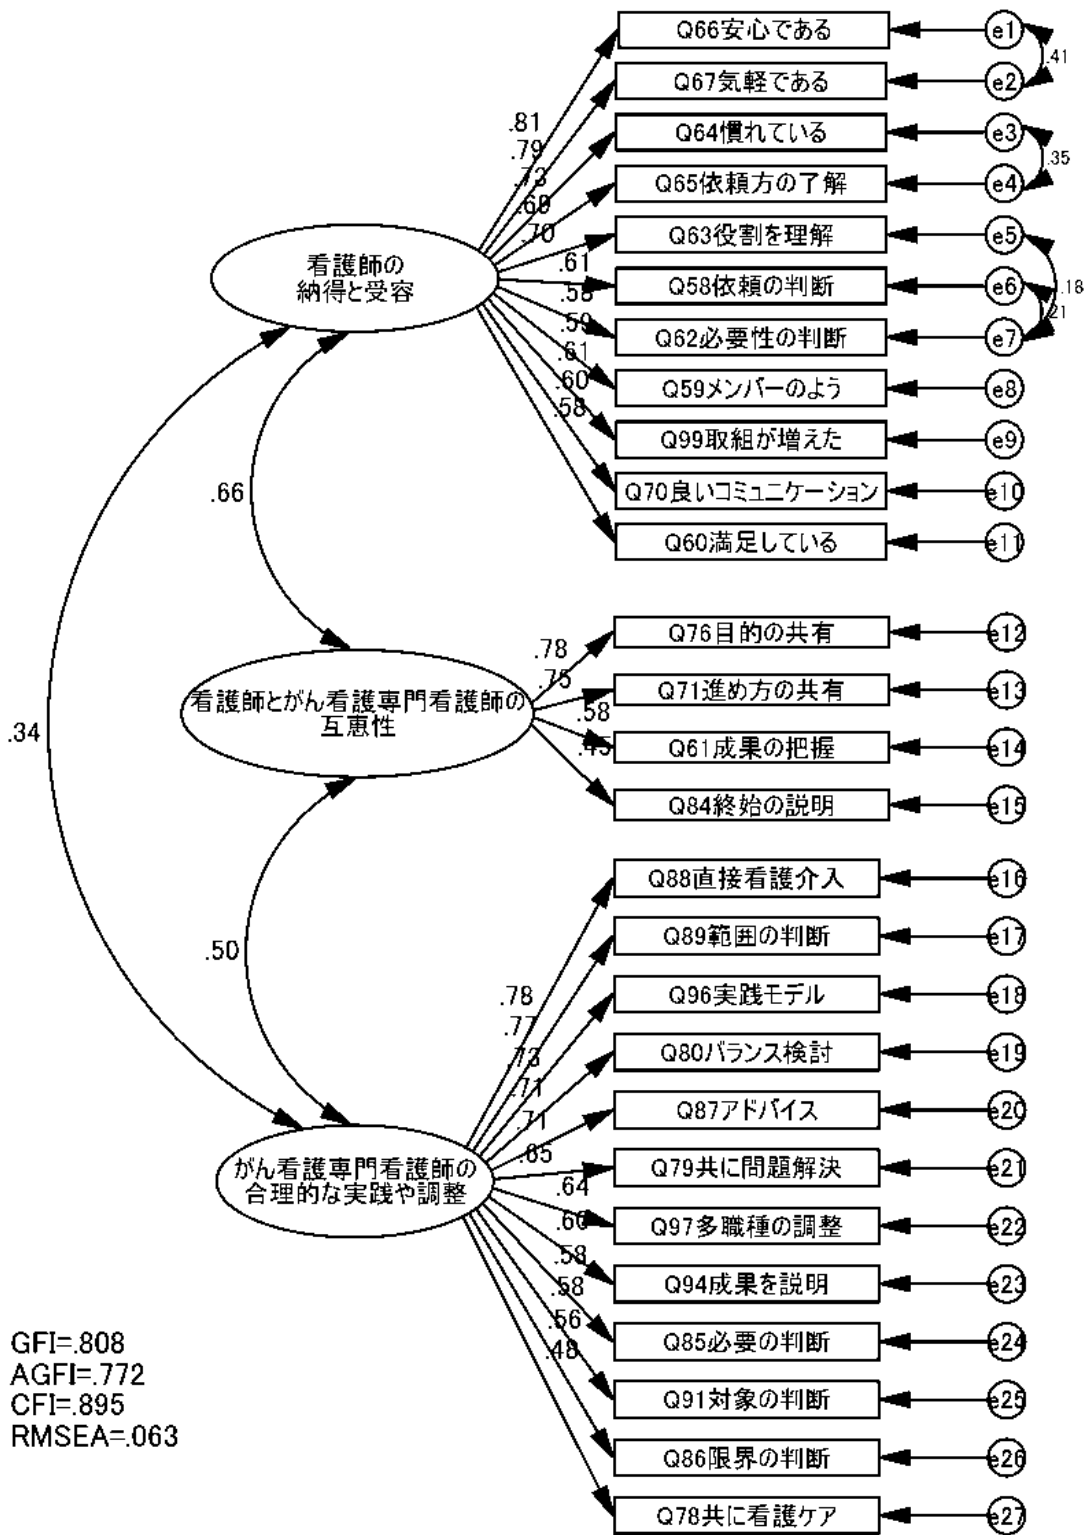 Q66安心である
e1
.41
Q67気軽である
e2
.81
Q64慣れている
e3
.79
.35
.73
Q65依頼方の了解
e4
.69
.70
Q63役割を理解
e5
看護師の
納得と受容
.61
Q58依頼の判断
e6
.18
.58
.21
.59
Q62必要性の判断
e7
.61
Q59メンバーのよう
e8
.60
.58
Q99取組が増えた
e9
.66
Q70良いコミュニケーション
e10
Q60満足している
e11
.78
Q76目的の共有
e12
.75
看護師とがん看護専門看護師の
互恵性
Q71進め方の共有
e13
.58
.34
.45
Q61成果の把握
e14
Q84終始の説明
e15
Q88直接看護介入
e16
.50
Q89範囲の判断
e17
.78
Q96実践モデル
e18
.77
.73
Q80バランス検討
e19
.71
.71
Q87アドバイス
e20
.65
がん看護専門看護師の
合理的な実践や調整
Q79共に問題解決
e21
.64
.60
Q97多職種の調整
e22
.58
.58
Q94成果を説明
e23
.56
.48
Q85必要の判断
e24
Q91対象の判断
e25
Q86限界の判断
e26
Q78共に看護ケア
e27
GFI=.808
AGFI=.772
CFI=.895
RMSEA=.063